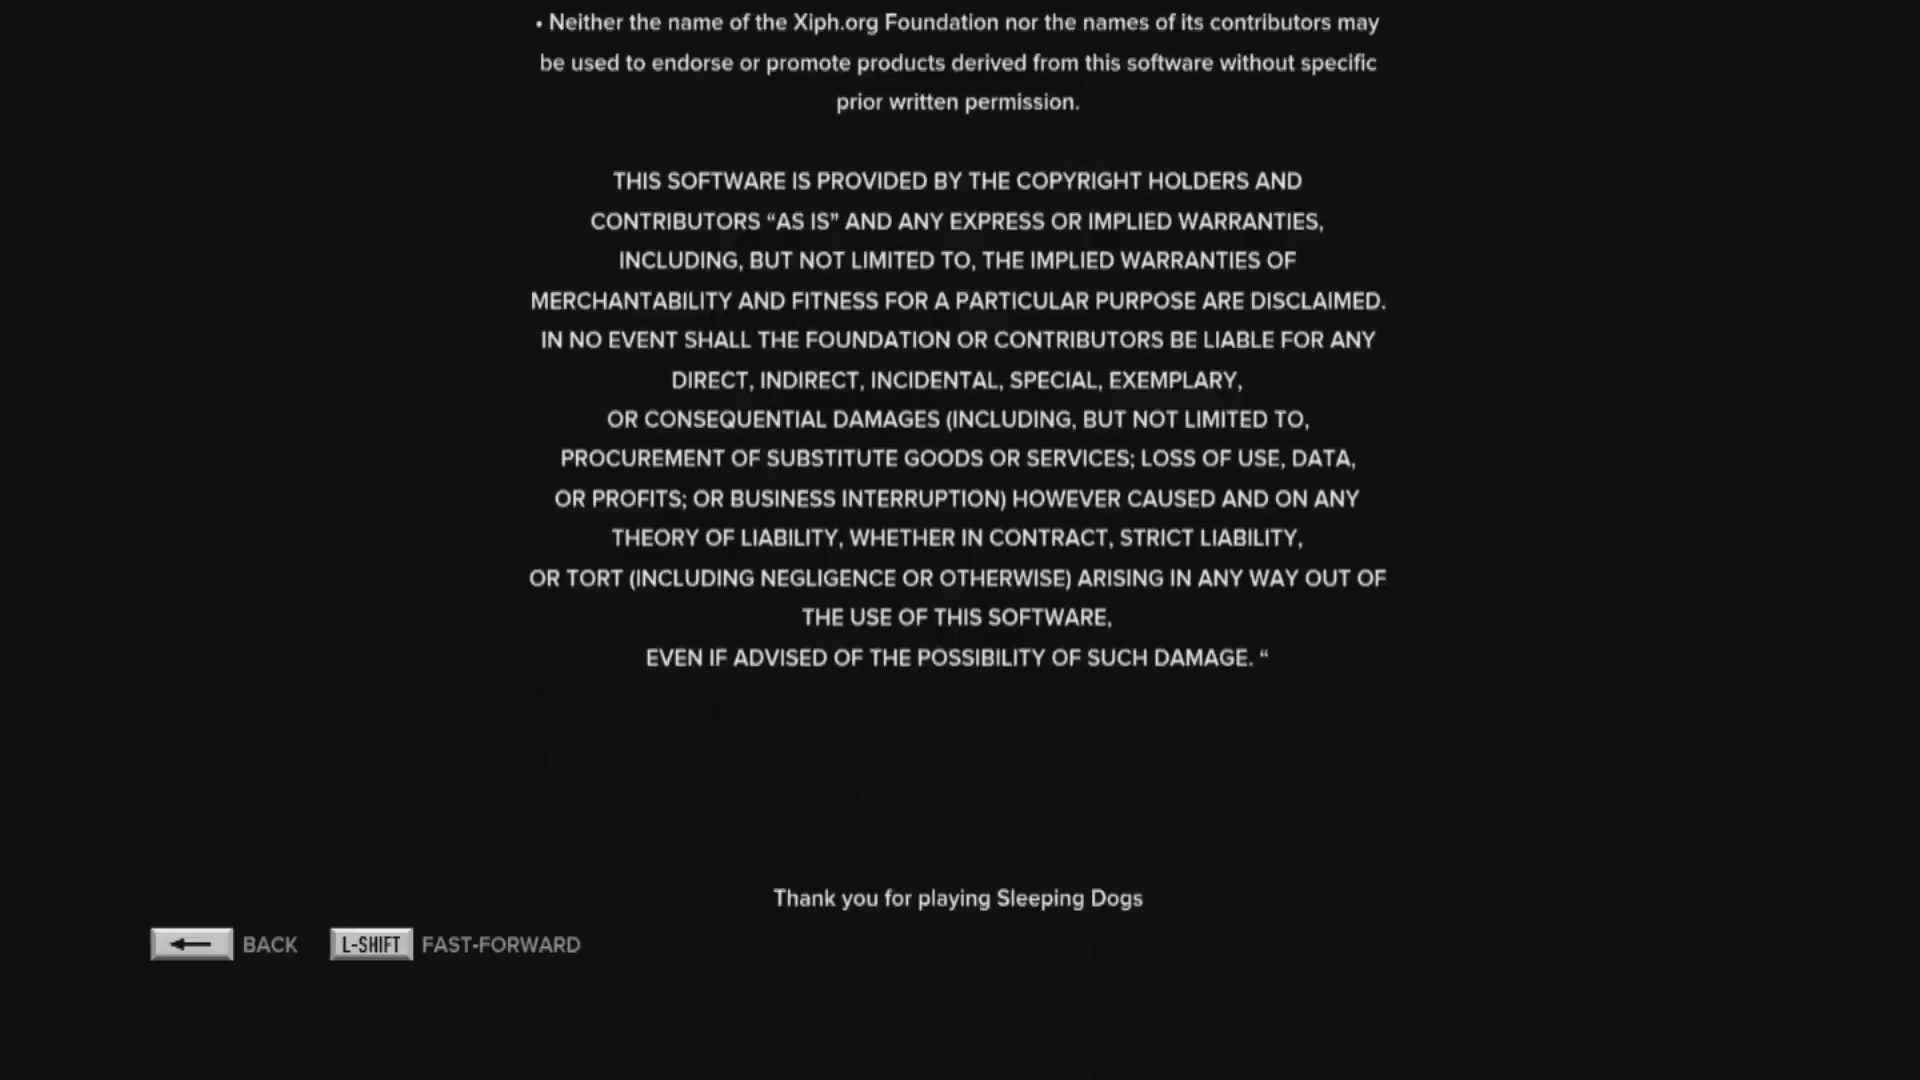 • Neither the name of the Xiph.org Foundation nor the names of its contributors may
be used to endorse or promote products derived from this software without specific
prior written permission.
THIS SOFTWARE IS PROVIDED BY THE COPYRIGHT HOLDERS AND
CONTRIBUTORS “AS IS” AND ANY EXPRESS OR IMPLIED WARRANTIES,
INCLUDING, BUT NOT LIMITED TO, THE IMPLIED WARRANTIES OF
MERCHANTABILITY AND FITNESS FOR A PARTICULAR PURPOSE ARE DISCLAIMED.
IN NO EVENT SHALL THE FOUNDATION OR CONTRIBUTORS BE LIABLE FOR ANY
DIRECT, INDIRECT, INCIDENTAL, SPECIAL, EXEMPLARY,
OR CONSEQUENTIAL DAMAGES (INCLUDING, BUT NOT LIMITED TO,
PROCUREMENT OF SUBSTITUTE GOODS OR SERVICES; LOSS OF USE, DATA,
OR PROFITS; OR BUSINESS INTERRUPTION) HOWEVER CAUSED AND ON ANY
THEORY OF LIABILITY, WHETHER IN CONTRACT, STRICT LIABILITY,
OR TORT (INCLUDING NEGLIGENCE OR OTHERWISE) ARISING IN ANY WAY OUT OF
THE USE OF THIS SOFTWARE,
EVEN IF ADVISED OF THE POSSIBILITY OF SUCH DAMAGE. “
Thank you for playing Sleeping Dogs
BACK L-SHIFT FAST-FORWARD